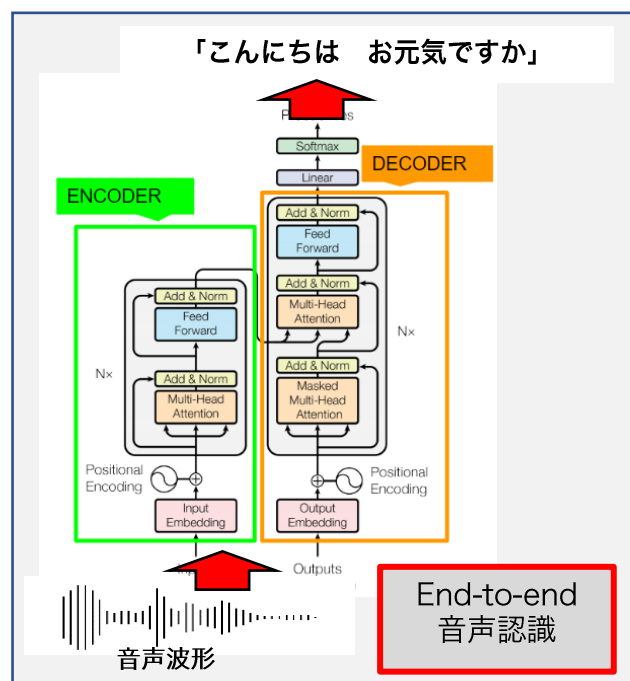 「こんにちは　お元気ですか」
Softmax
DECODER
Linear
ENCODER
Add & Norm
Feed
Forward
Add & Norm
Multi-Head
Attention
Add & Norm
Feed
Forward
N×
Add & Norm
Masked
Multi-Head
Attention
N×
Add & Norm
Multi-Head
Attention
Positional
Encoding
Positional
Encoding
Input
Embedding
Output
Embedding
Outputs
End-to-end
音声認識
音声波形